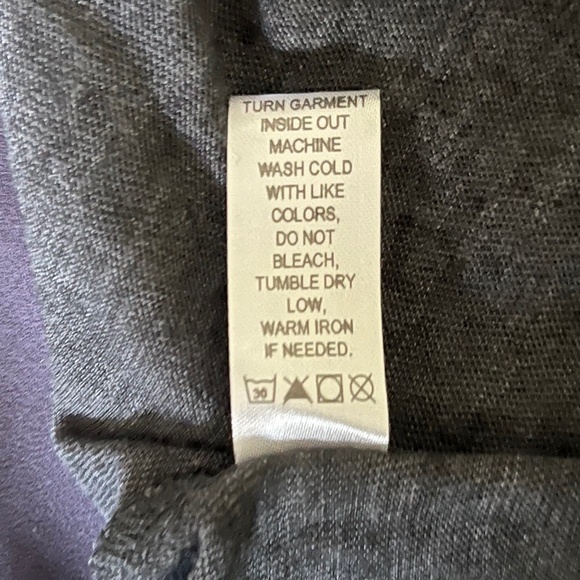 TURN GARMENT
INSIDE OUT
MACHINE
WASH COLD
WITH LIKE
COLORS,
DO NOT
BLEACH,
TUMBLE DRY
LOW,
WARM IRON
IF NEEDED.
30